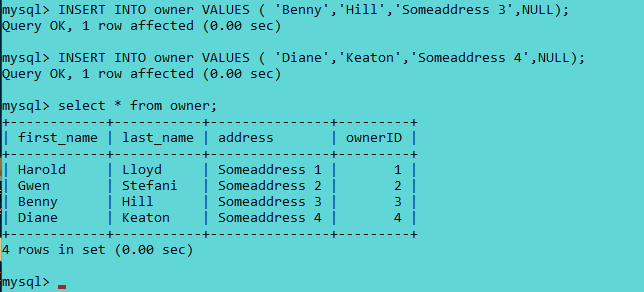 mysql> INSERT INTO owner VALUES ( 'Benny','Hill','Someaddress 3',NULL);
Query OK, 1 row affected (0.00 sec)

mysql> INSERT INTO owner VALUES ( 'Diane','Keaton','Someaddress 4',NULL);
Query OK, 1 row affected (0.00 sec)

mysql> select * from owner;
+------------+-----------+---------------+---------+
| first_name | last_name | address       | ownerID |
+------------+-----------+---------------+---------+
| Harold     | Lloyd     | Someaddress 1 |       1 |
| Gwen       | Stefani   | Someaddress 2 |       2 |
| Benny      | Hill      | Someaddress 3 |       3 |
| Diane      | Keaton    | Someaddress 4 |       4 |
+------------+-----------+---------------+---------+
4 rows in set (0.00 sec)

mysql>